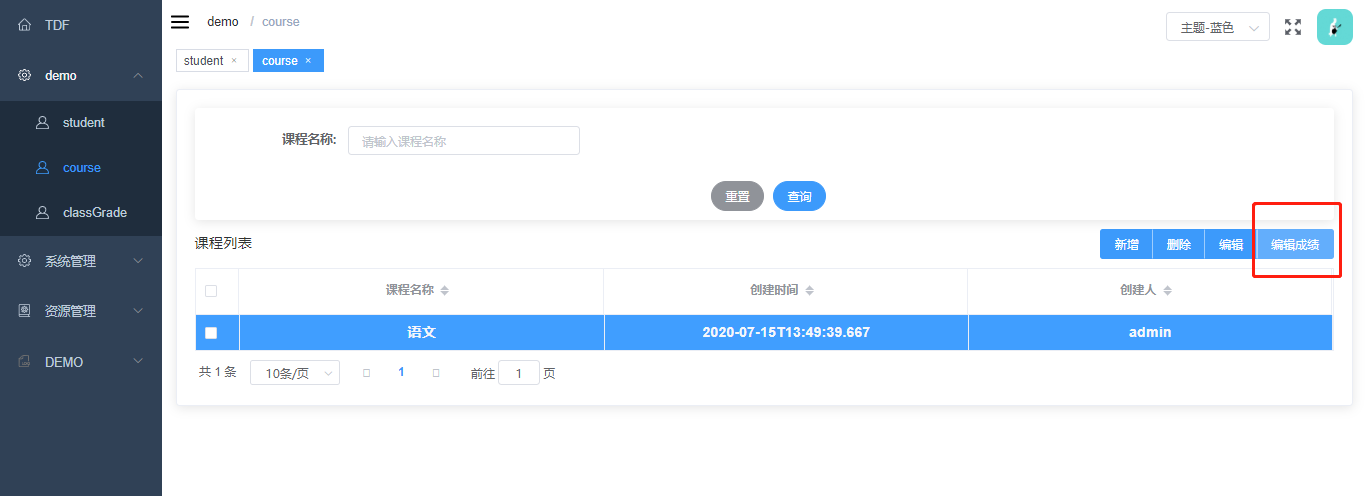 TDF
demo
student
course
classGrade
系统管理
资源管理
DEMO
demo / course
主题-蓝色
student ×
course ×
课程名称: 请输入课程名称
重置 查询
课程列表
新增 删除 编辑 编辑成绩
课程名称 创建时间 创建人
语文 2020-07-15T13:49:39.667 admin
共 1 条 10条/页 1 前往 1 页